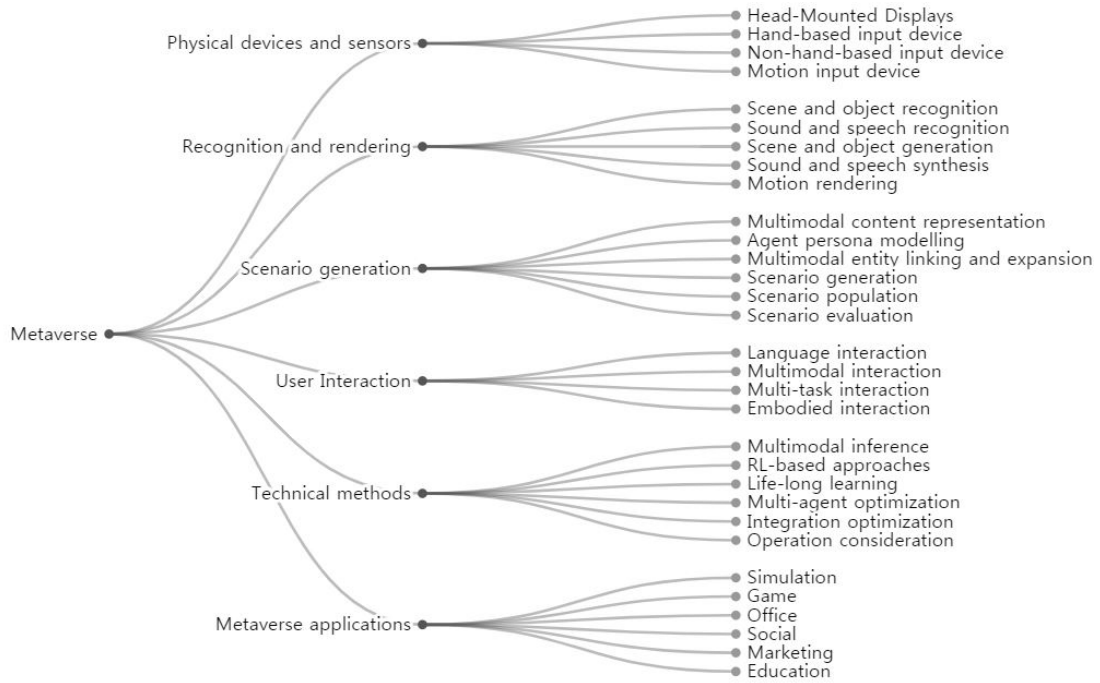 Metaverse
Physical devices and sensors
Head-Mounted Displays
Hand-based input device
Non-hand-based input device
Motion input device
Recognition and rendering
Scene and object recognition
Sound and speech recognition
Scene and object generation
Sound and speech synthesis
Motion rendering
Scenario generation
Multimodal content representation
Agent persona modelling
Multimodal entity linking and expansion
Scenario generation
Scenario population
Scenario evaluation
User Interaction
Language interaction
Multimodal interaction
Multi-task interaction
Embodied interaction
Technical methods
Multimodal inference
RL-based approaches
Life-long learning
Multi-agent optimization
Integration optimization
Operation consideration
Metaverse applications
Simulation
Game
Office
Social
Marketing
Education